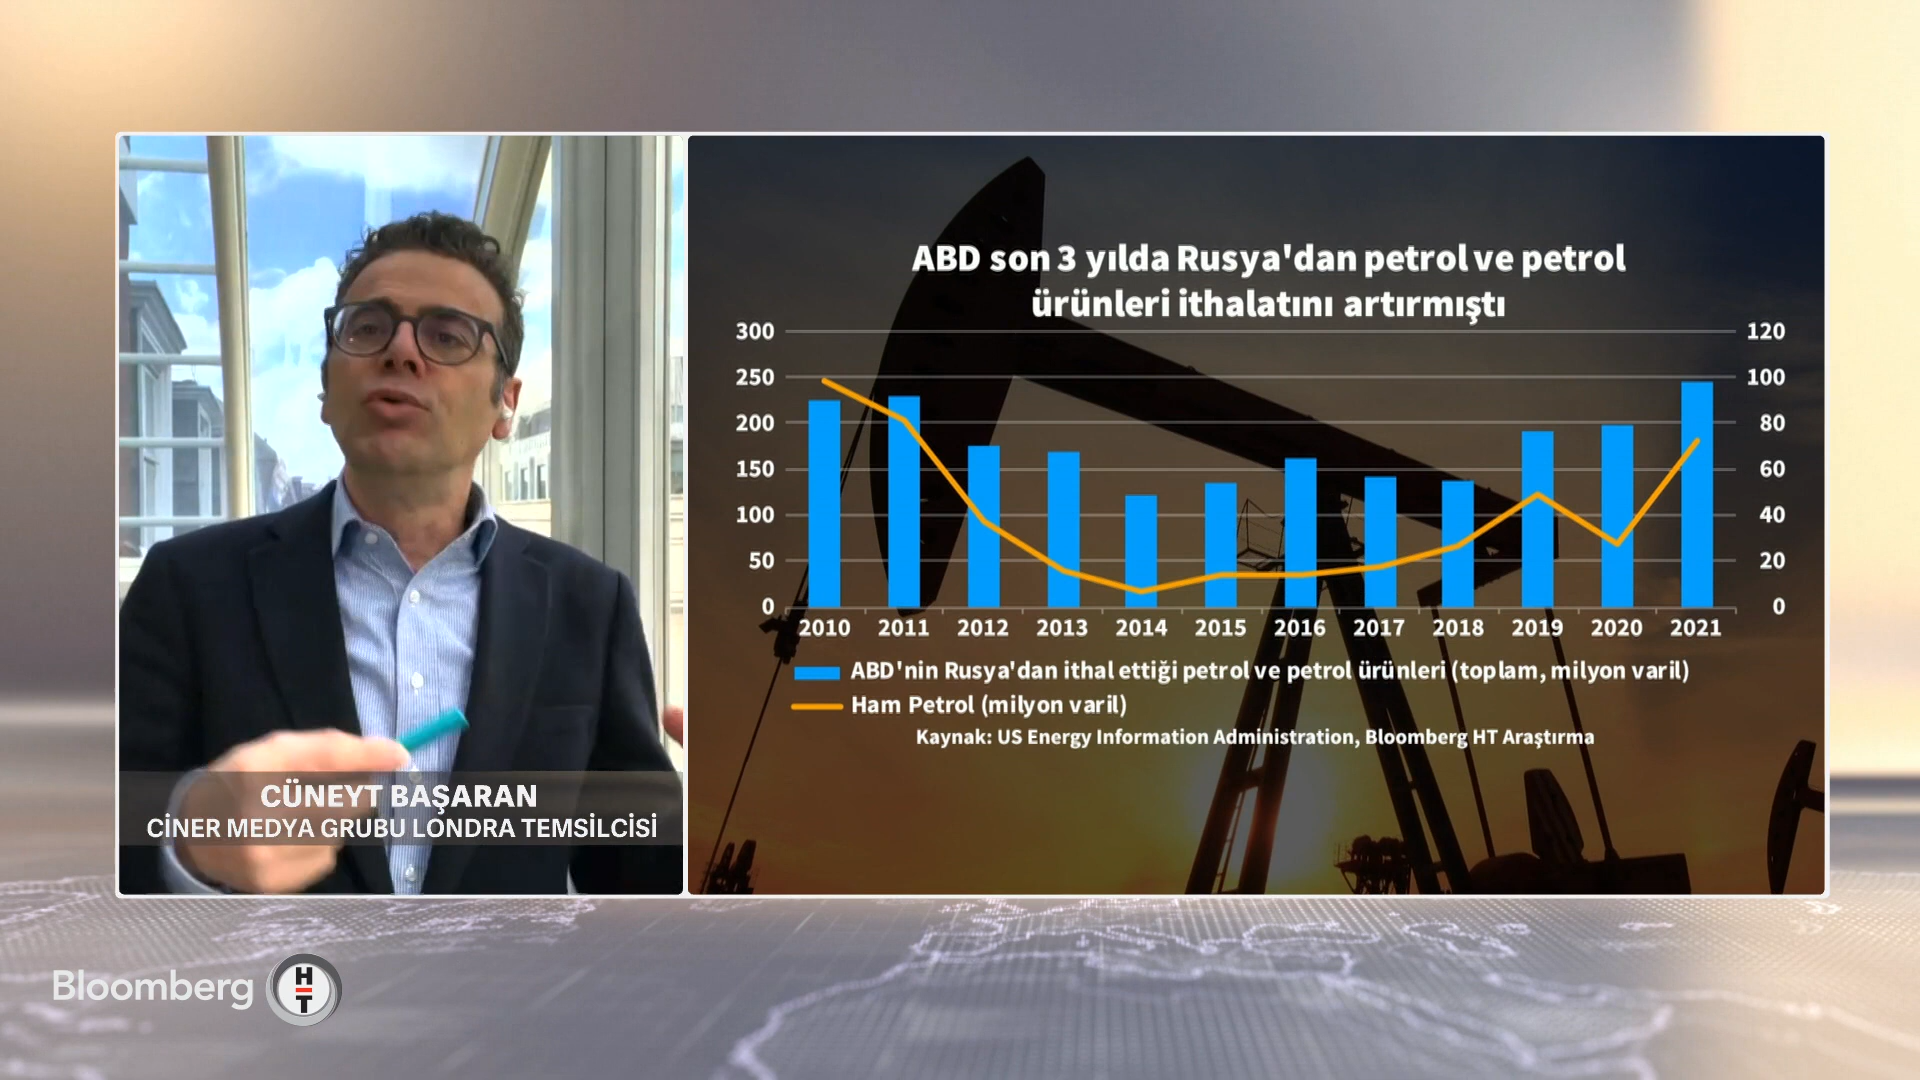 ABD son 3 yılda Rusya'dan petrol ve petrol
ürünleri ithalatını artırmıştı
300
250
200
150
100
50
0
120
100
80
60
40
20
0
2010 2011 2012 2013 2014 2015 2016 2017 2018 2019 2020 2021
ABD'nin Rusya'dan ithal ettiği petrol ve petrol ürünleri (toplam, milyon varil)
Ham Petrol (milyon varil)
Kaynak: US Energy Information Administration, Bloomberg HT Araştırma
CÜNEYT BAŞARAN
CİNER MEDYA GRUBU LONDRA TEMSİLCİSİ
Bloomberg HT